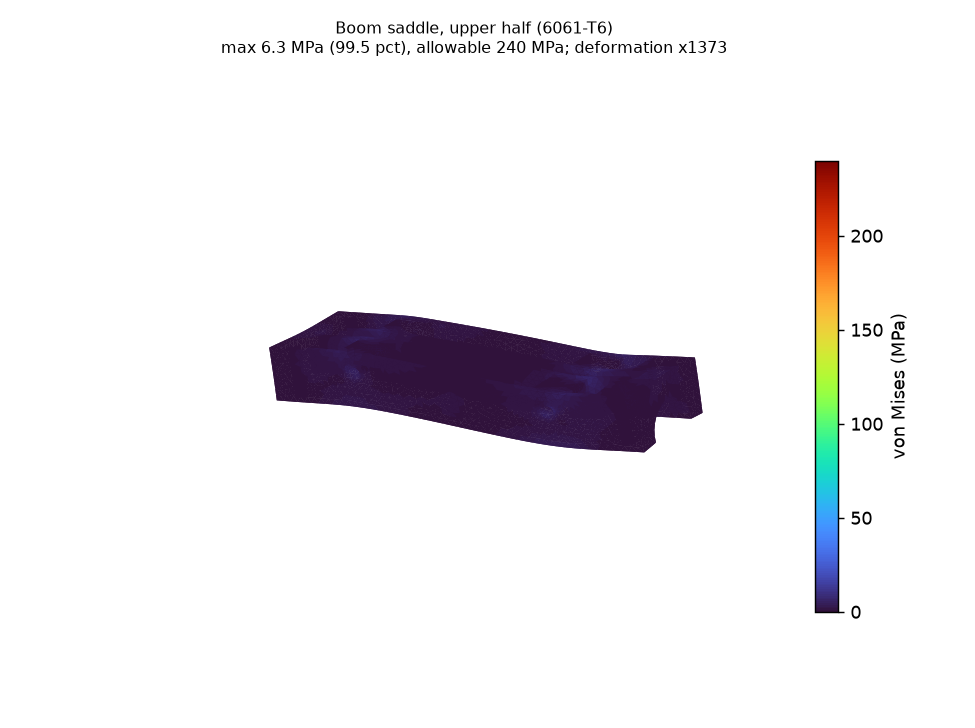 Boom saddle, upper half (6061-T6)
max 6.3 MPa (99.5 pct), allowable 240 MPa; deformation x1373
200
150
100
50
0
von Mises (MPa)